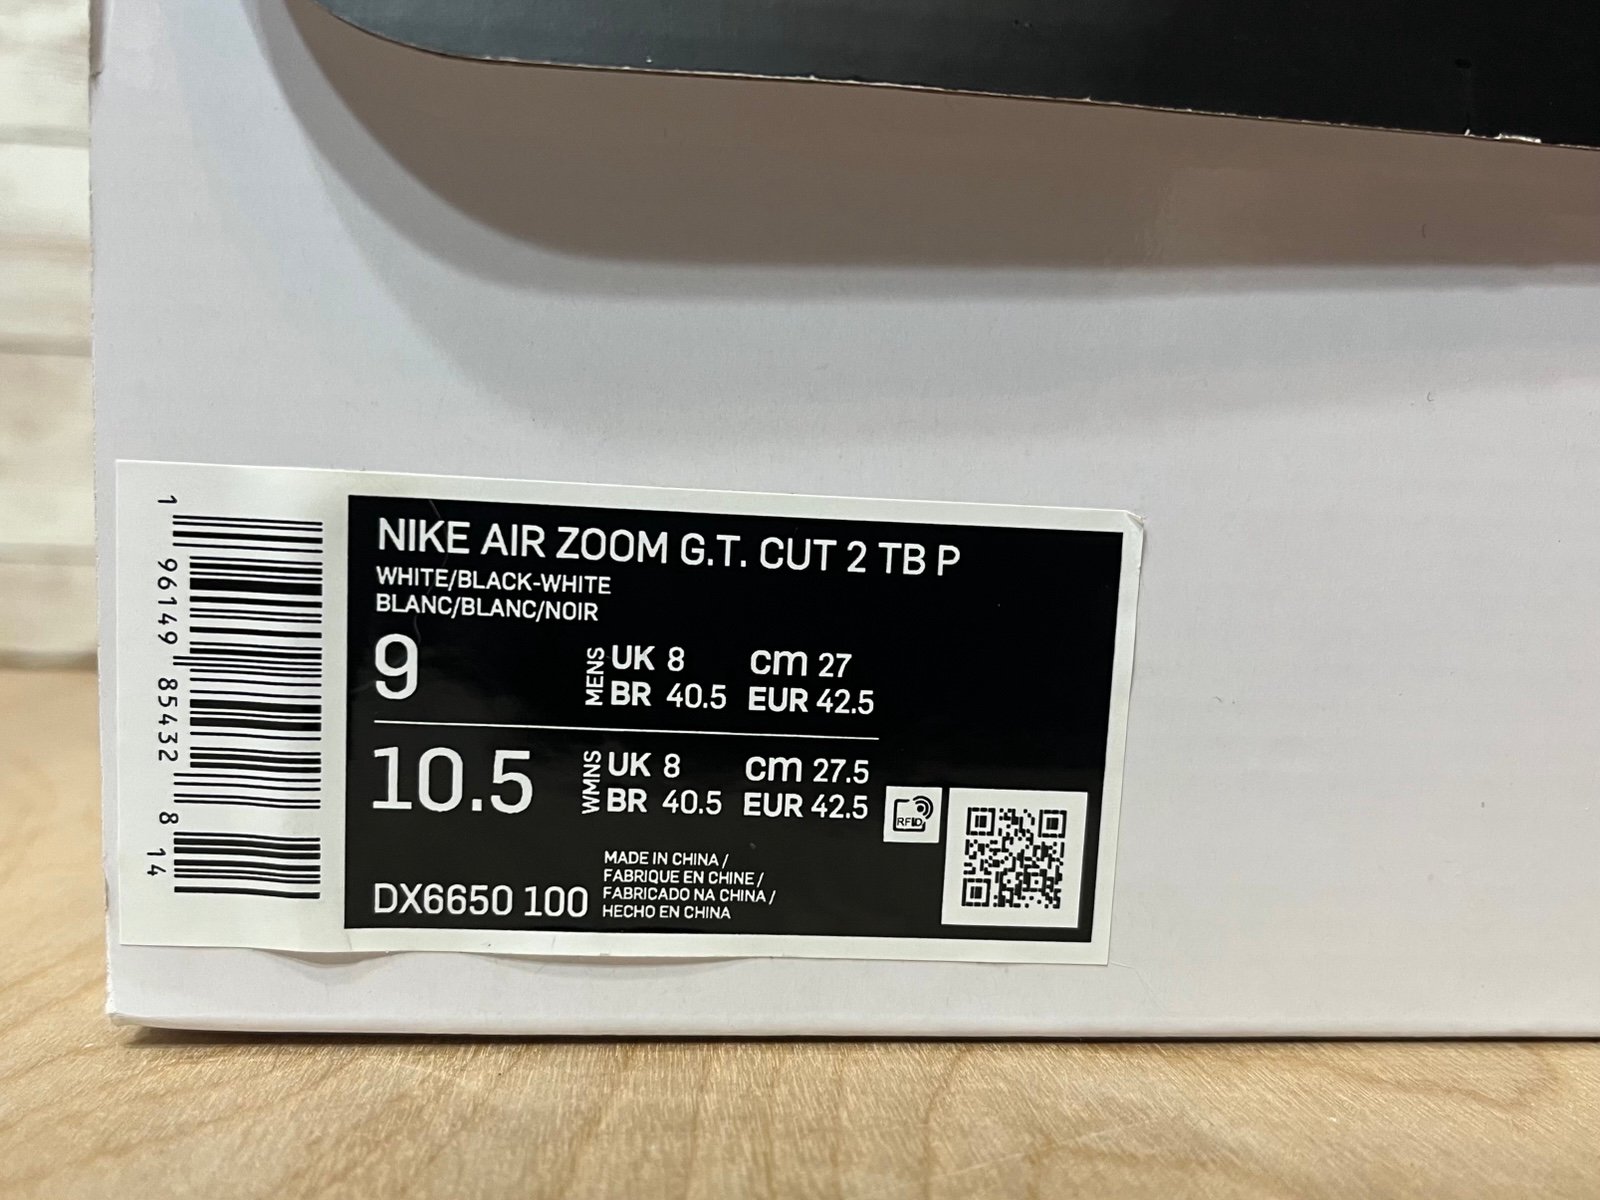 1 96149 85432 8 14
NIKE AIR ZOOM G.T. CUT 2 TB P
WHITE/BLACK-WHITE
BLANC/BLANC/NOIR
9 MENS UK 8 cm 27
BR 40.5 EUR 42.5
10.5 WMNS UK 8 cm 27.5
BR 40.5 EUR 42.5
RFID
DX6650 100
MADE IN CHINA /
FABRIQUE EN CHINE /
FABRICADO NA CHINA /
HECHO EN CHINA